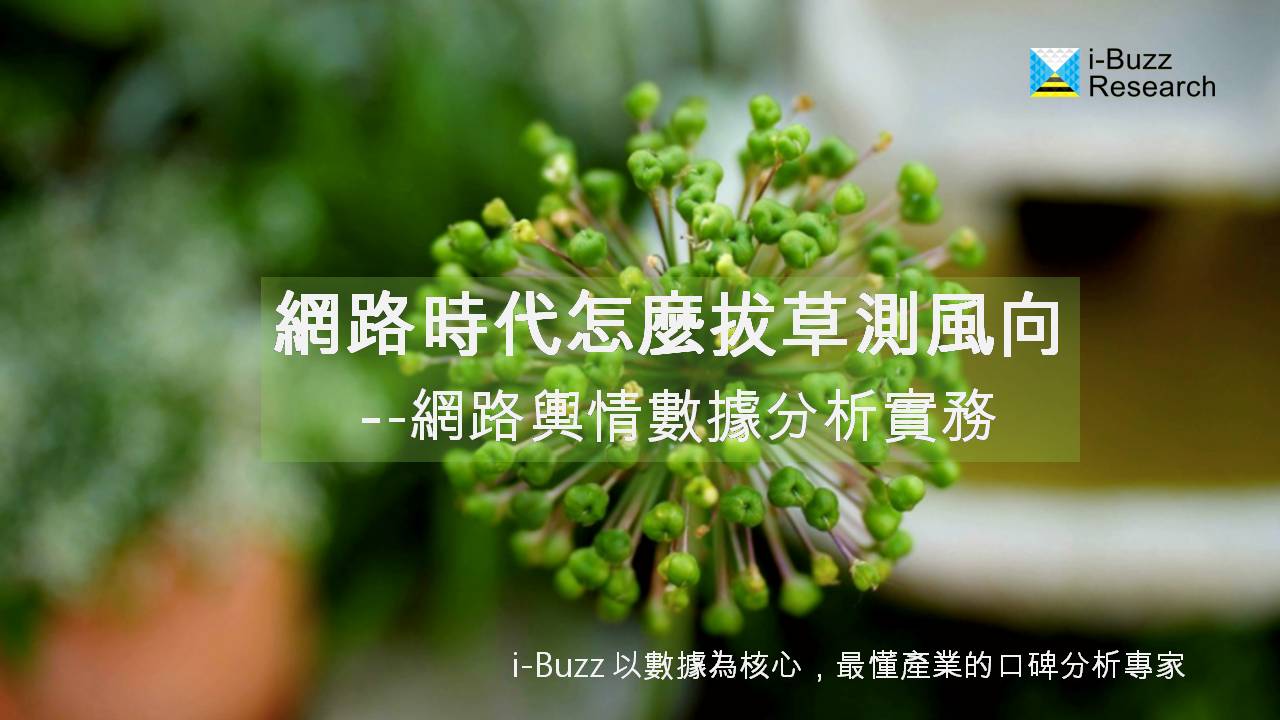 i-Buzz
Research
網路時代怎麼拔草測風向
--網路輿情數據分析實務
i-Buzz 以數據為核心，最懂產業的口碑分析專家